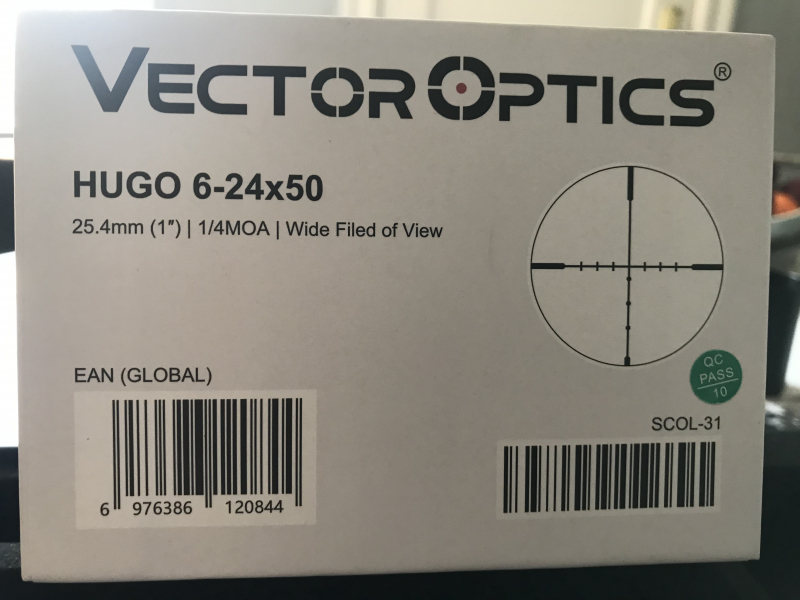 VECTOR OPTICS®
HUGO 6-24x50
25.4mm (1″) | 1/4MOA | Wide Filed of View
QC
PASS
10
EAN (GLOBAL)
SCOL-31
6 976386 120844